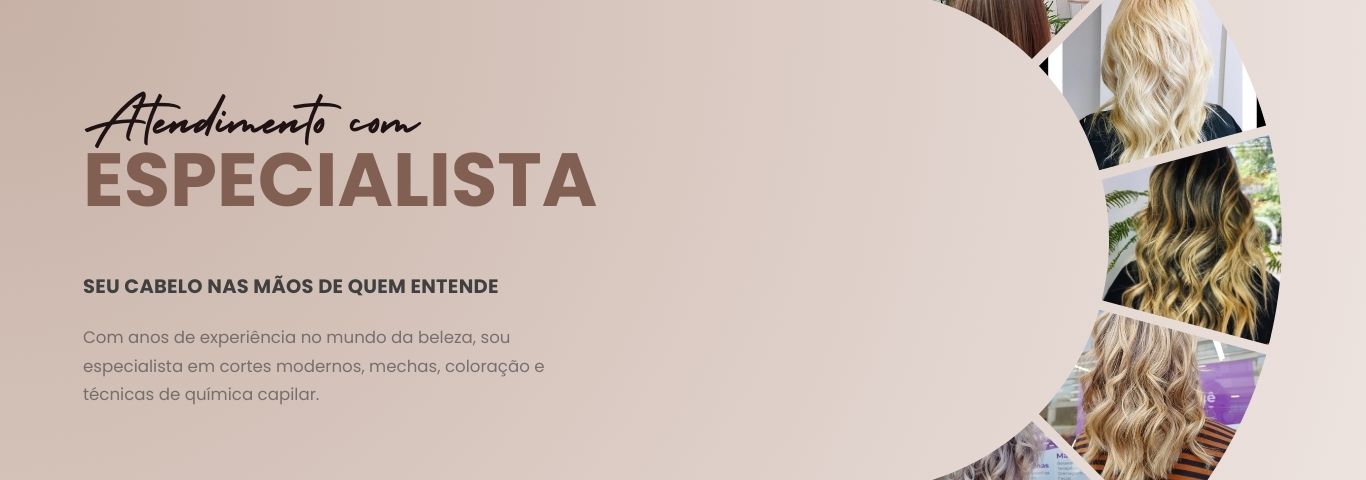 Atendimento com
ESPECIALISTA
SEU CABELO NAS MÃOS DE QUEM ENTENDE
Com anos de experiência no mundo da beleza, sou
especialista em cortes modernos, mechas, coloração e
técnicas de química capilar.